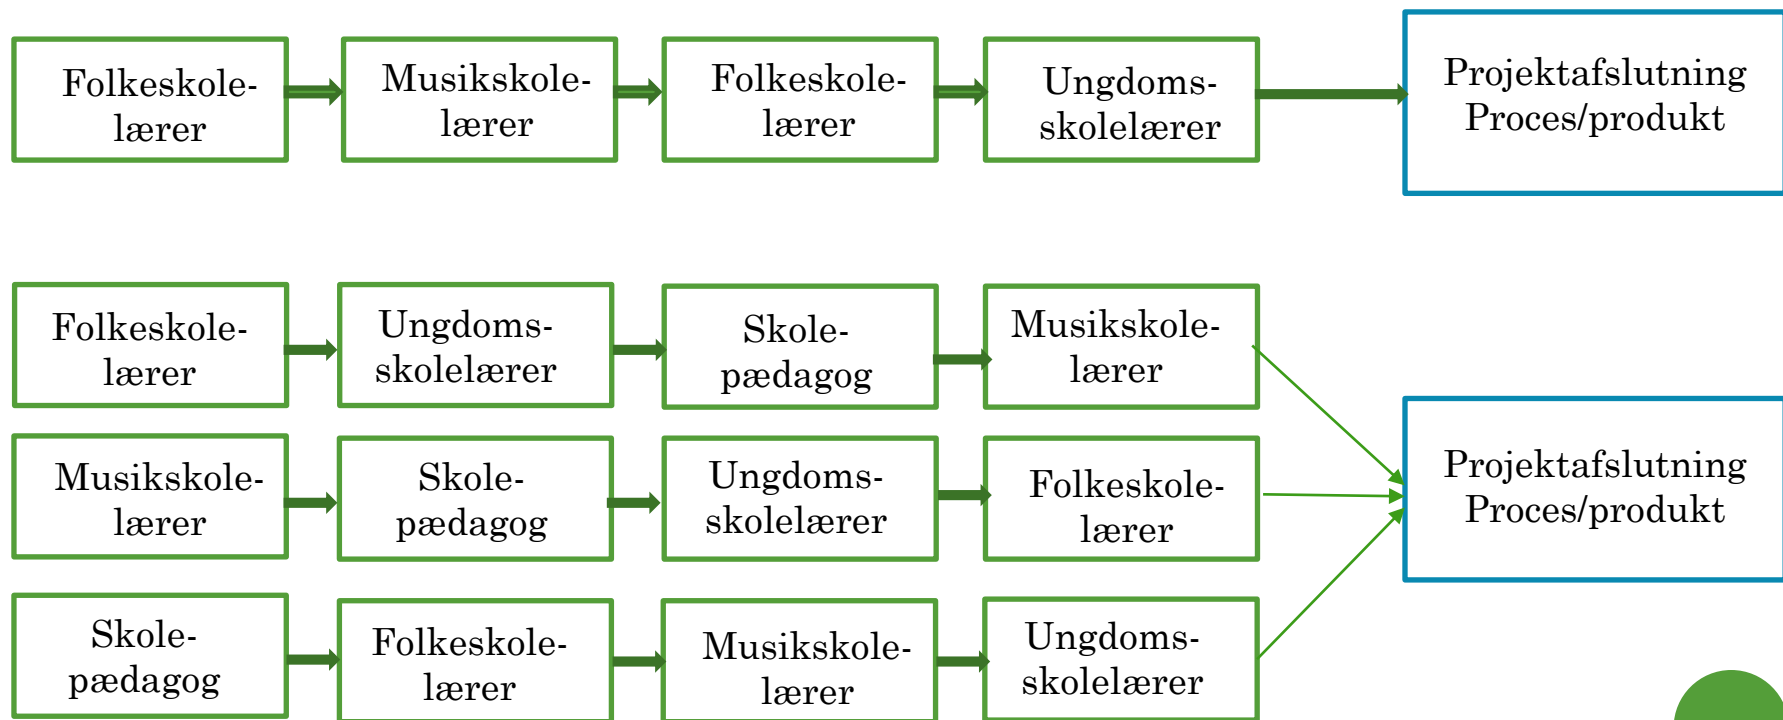 Folkeskole-
lærer
Musikskole-
lærer
Folkeskole-
lærer
Ungdoms-
skolelærer
Projektafslutning
Proces/produkt
Folkeskole-
lærer
Ungdoms-
skolelærer
Skole-
pædagog
Musikskole-
lærer
Musikskole-
lærer
Skole-
pædagog
Ungdoms-
skolelærer
Folkeskole-
lærer
Projektafslutning
Proces/produkt
Skole-
pædagog
Folkeskole-
lærer
Musikskole-
lærer
Ungdoms-
skolelærer